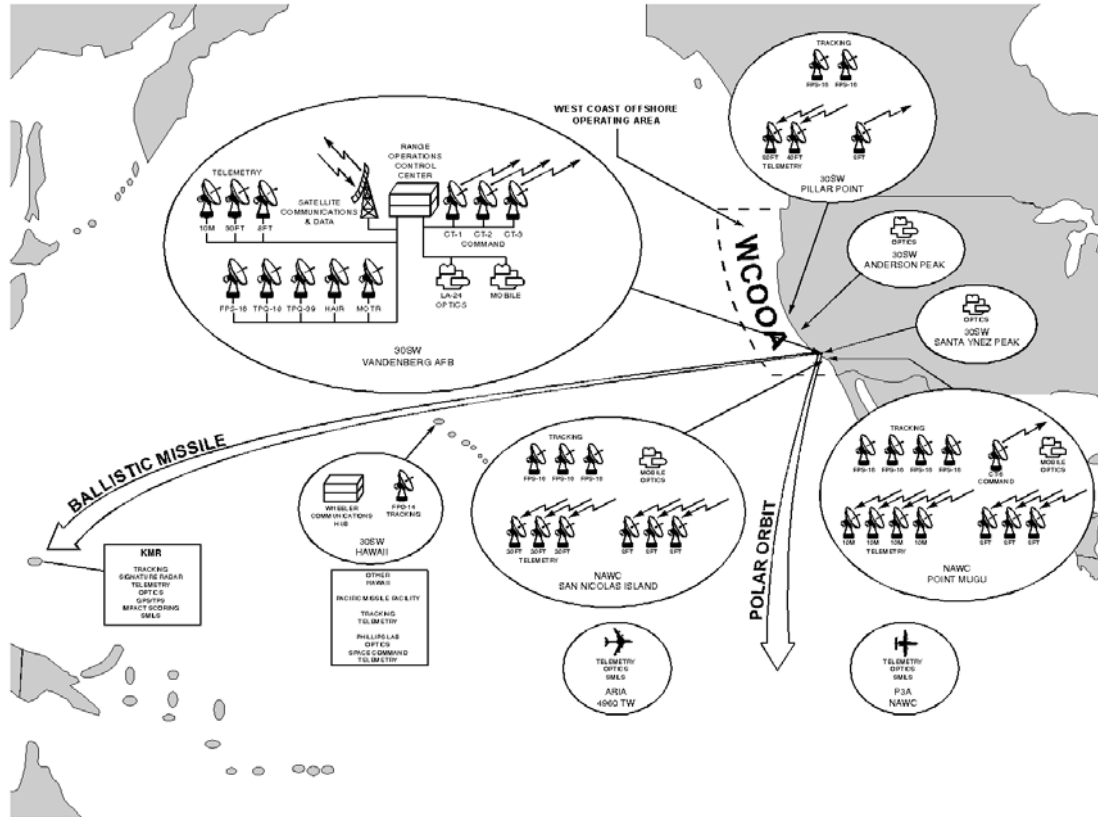 TRACKING
FPS-16 FPS-16
80FT 40FT 8FT
TELEMETRY
30SW
PILLAR POINT
WEST COAST OFFSHORE
OPERATING AREA
WCOOA
RANGE
OPERATIONS
CONTROL
CENTER
TELEMETRY
10M 30FT 8FT
SATELLITE
COMMUNICATIONS
& DATA
CT-1 CT-2 CT-3
COMMAND
LA-24
OPTICS
MOBILE
FPS-16 TPQ-18 TPQ-39 HAIR MOTR
30SW
VANDENBERG AFB
OPTICS
30SW
ANDERSON PEAK
OPTICS
30SW
SANTA YNEZ PEAK
BALLISTIC MISSILE
POLAR ORBIT
KMR
TRACKING
SIGNATURE RADAR
TELEMETRY
OPTICS
GPS/TPS
IMPACT SCORING
SMILS
WHEELER
COMMUNICATIONS
HUB
FPQ-14
TRACKING
30SW
HAWAII
OTHER
HAWAII
PACIFIC MISSILE FACILITY
TRACKING
TELEMETRY
PHILLIPS LAB
OPTICS
SPACE COMMAND
TELEMETRY
TRACKING
FPS-16 FPS-16 FPS-16
MOBILE
OPTICS
30FT 30FT 30FT 8FT 8FT 8FT
TELEMETRY
NAWC
SAN NICOLAS ISLAND
TRACKING
FPS-16 FPS-16 FPS-16 FPS-16
COMMAND
MOBILE
OPTICS
10M 10M 10M 10M 8FT 8FT 8FT
TELEMETRY
NAWC
POINT MUGU
TELEMETRY
OPTICS
SMILS
ARIA
4960 TW
TELEMETRY
OPTICS
SMILS
P3A
NAWC